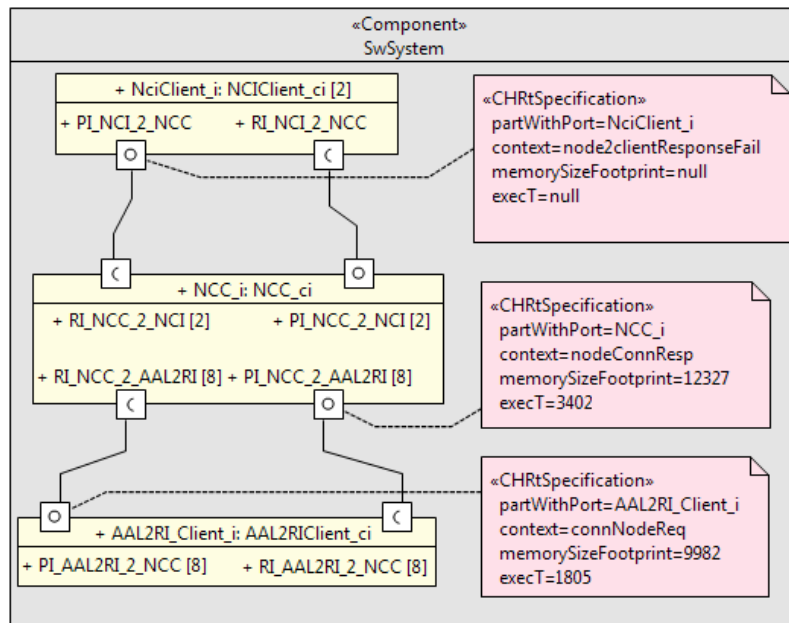 «Component»
SwSystem
+ NciClient_i: NCIClient_ci [2]
+ PI_NCI_2_NCC
+ RI_NCI_2_NCC
«CHRtSpecification»
partWithPort=NciClient_i
context=node2clientResponseFail
memorySizeFootprint=null
execT=null
+ NCC_i: NCC_ci
+ RI_NCC_2_NCI [2]
+ PI_NCC_2_NCI [2]
+ RI_NCC_2_AAL2RI [8]
+ PI_NCC_2_AAL2RI [8]
«CHRtSpecification»
partWithPort=NCC_i
context=nodeConnResp
memorySizeFootprint=12327
execT=3402
+ AAL2RI_Client_i: AAL2RIClient_ci
+ PI_AAL2RI_2_NCC [8]
+ RI_AAL2RI_2_NCC [8]
«CHRtSpecification»
partWithPort=AAL2RI_Client_i
context=connNodeReq
memorySizeFootprint=9982
execT=1805